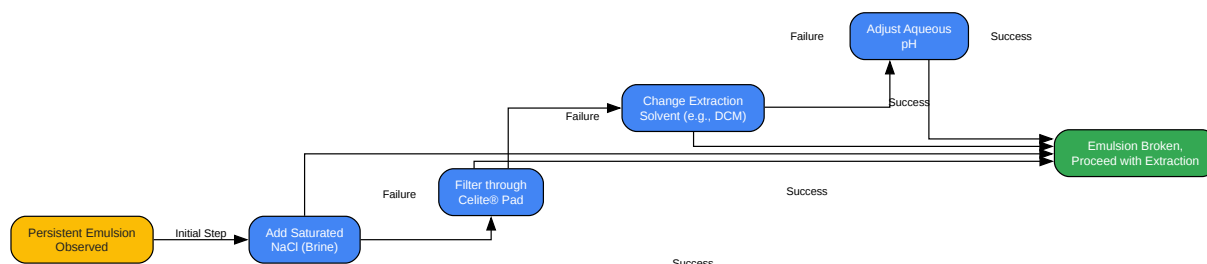 Failure
Adjust Aqueous
pH
Success
Change Extraction
Solvent (e.g., DCM)
Success
Failure
Emulsion Broken,
Proceed with Extraction
Filter through
Celite® Pad
Failure
Success
Persistent Emulsion
Observed
Initial Step
Add Saturated
NaCl (Brine)
Success